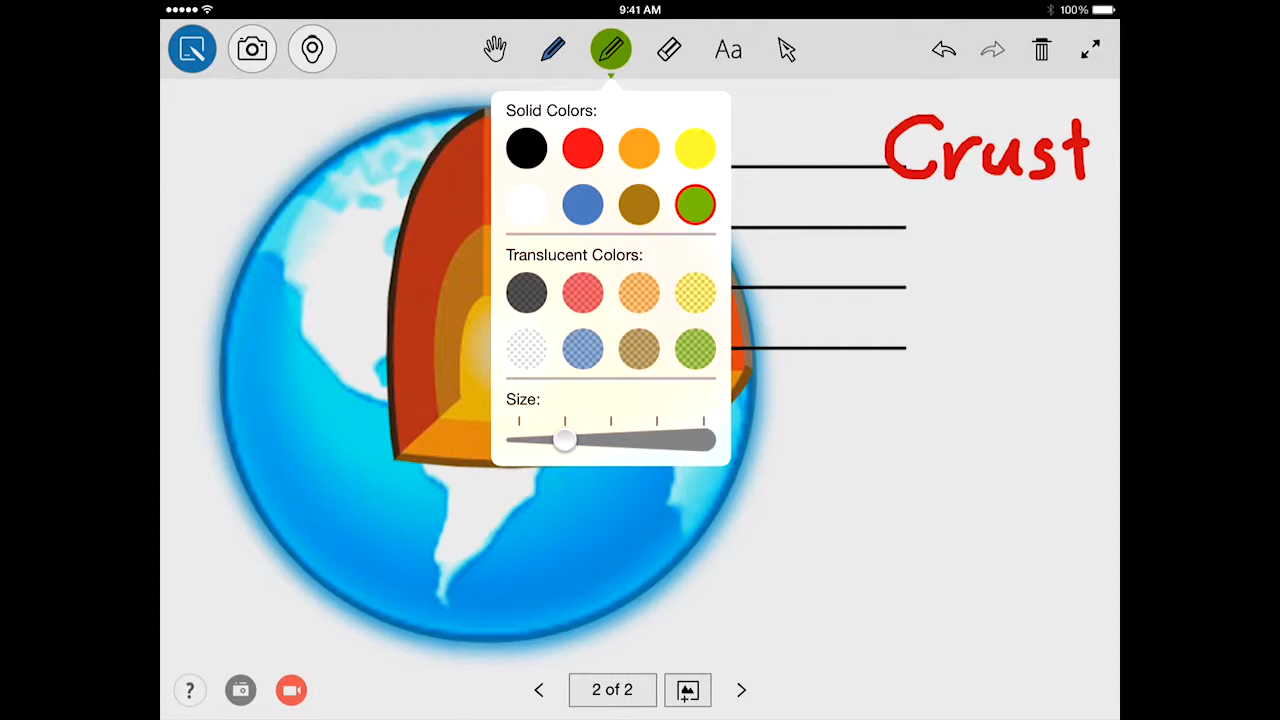 9:41 AM
100%
Aa
Solid Colors:
Crust
Translucent Colors:
Size:
?
2 of 2